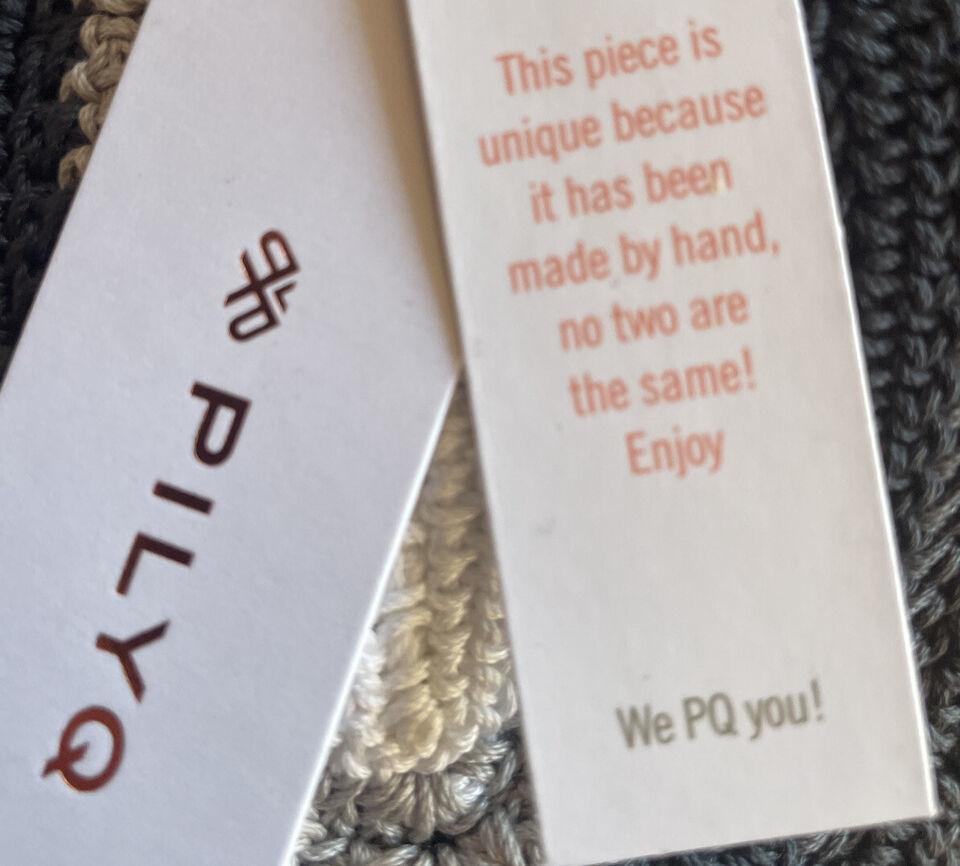 PILYQ
This piece is
unique because
it has been
made by hand,
no two are
the same!
Enjoy
We PQ you!